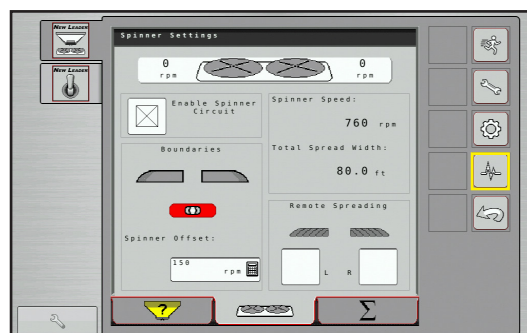 New Leader
New Leader
Spinner Settings
0
rpm
0
rpm
Enable Spinner
Circuit
Spinner Speed:
760 rpm
Total Spread Width:
80.0 ft
Boundaries
Spinner Offset:
150
rpm
Remote Spreading
L R
?
Σ